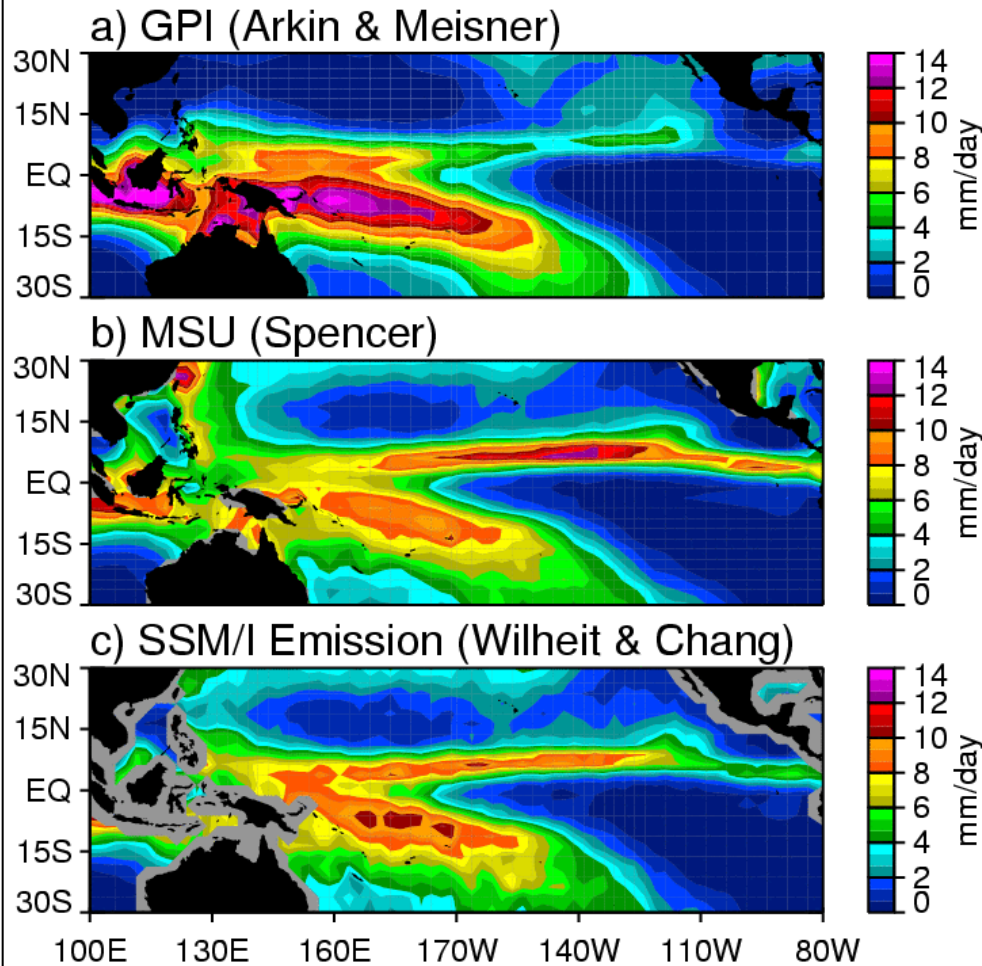 a) GPI (Arkin & Meisner)
30N
15N
EQ
15S
30S
14
12
10
8
6
4
2
0
mm/day
b) MSU (Spencer)
30N
15N
EQ
15S
30S
14
12
10
8
6
4
2
0
mm/day
c) SSM/I Emission (Wilheit & Chang)
30N
15N
EQ
15S
30S
14
12
10
8
6
4
2
0
mm/day
100E 130E 160E 170W 140W 110W 80W